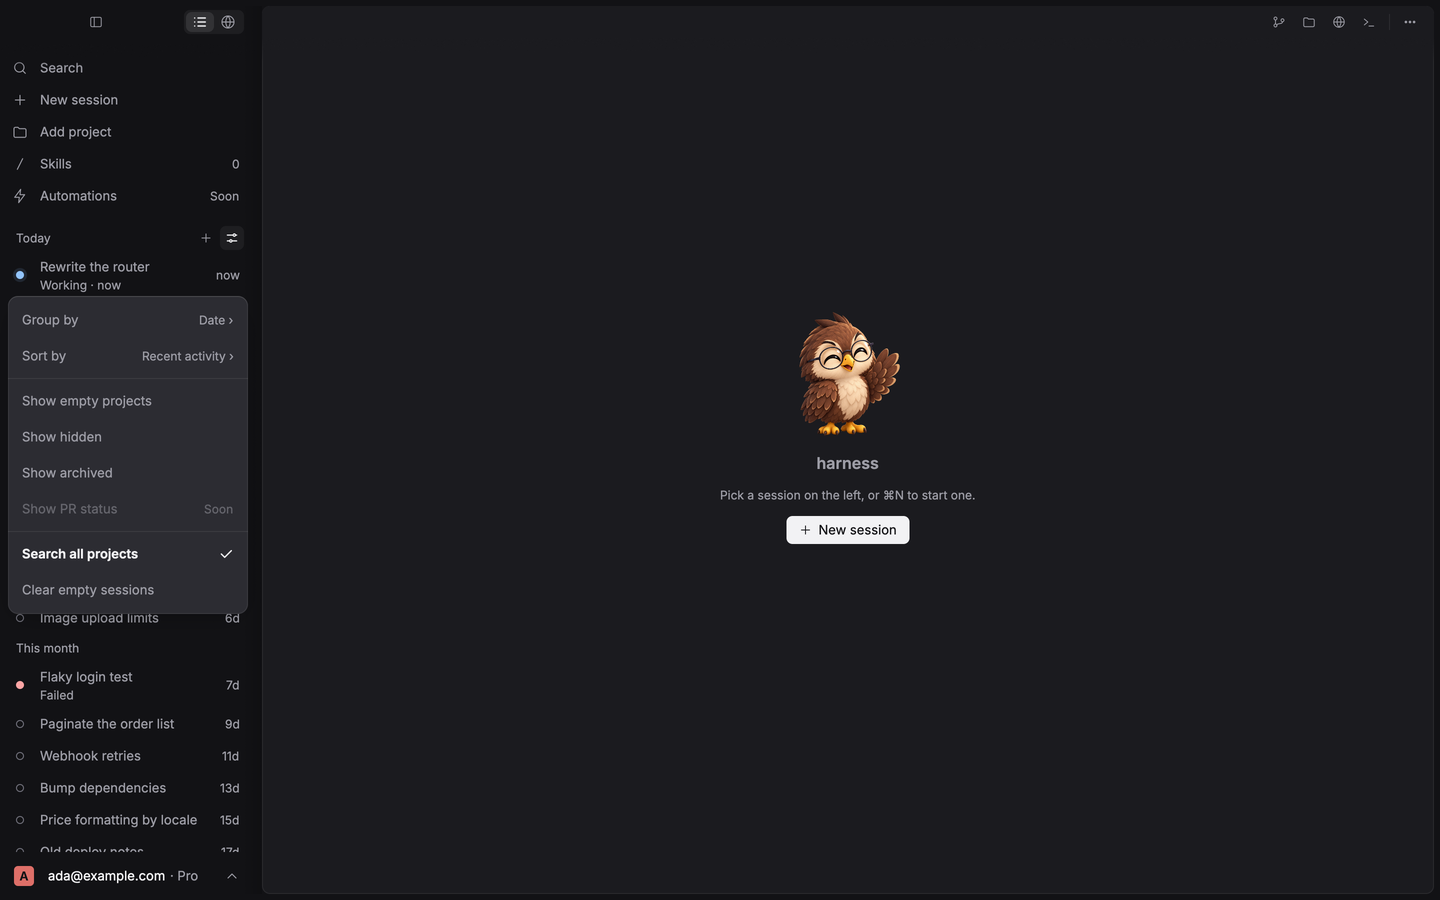 Search
New session
Add project
Skills 0
Automations Soon
Today
Rewrite the router now
Working · now
Group by Date ›
Sort by Recent activity ›
Show empty projects
Show hidden
Show archived
Show PR status Soon
Search all projects
Clear empty sessions
Image upload limits 6d
This month
Flaky login test 7d
Failed
Paginate the order list 9d
Webhook retries 11d
Bump dependencies 13d
Price formatting by locale 15d
Old deploy notes 17d
A ada@example.com · Pro
harness
Pick a session on the left, or ⌘N to start one.
New session